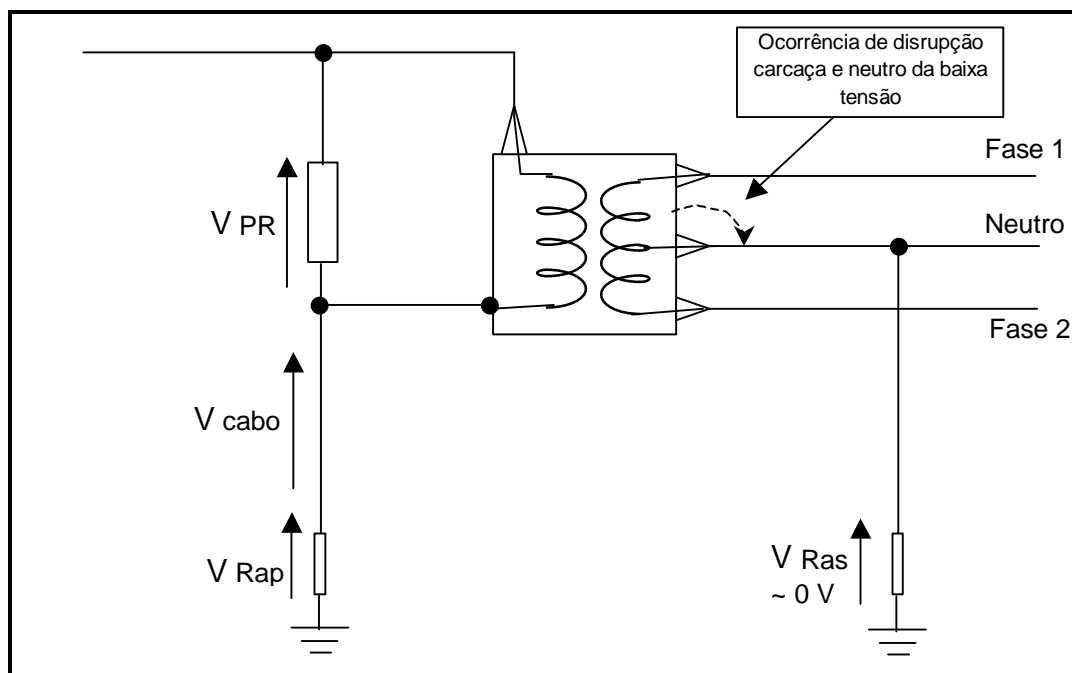 Ocorrência de disrupção
carcaça e neutro da baixa
tensão
Fase 1
V PR
Neutro
Fase 2
V cabo
V Rap
V Ras
~ 0 V